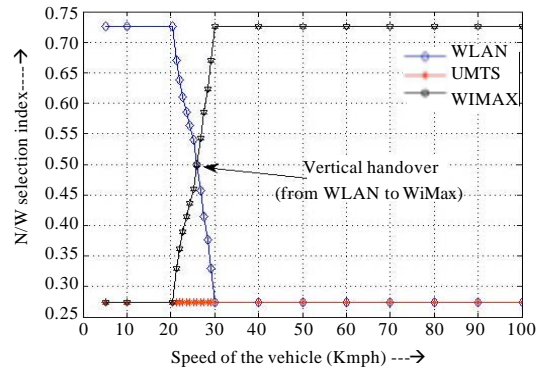 N/W selection index---->
0.75
0.70
0.65
0.60
0.55
0.50
0.45
0.40
0.35
0.30
0.25
WLAN
UMTS
WIMAX
Vertical handover
(from WLAN to WiMax)
0 10 20 30 40 50 60 70 80 90 100
Speed of the vehicle (Kmph) --->